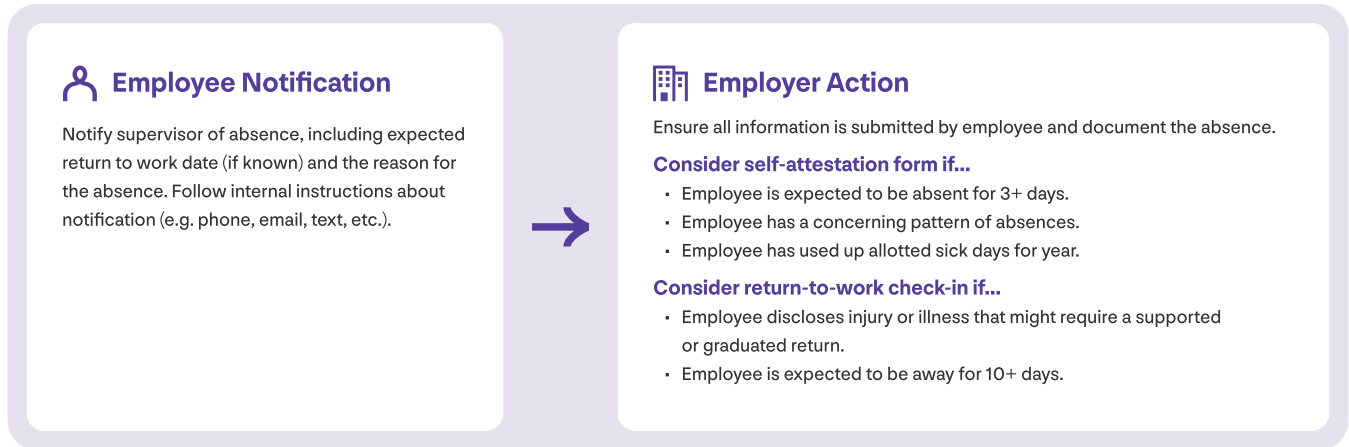 Employee Notification
Notify supervisor of absence, including expected
return to work date (if known) and the reason for
the absence. Follow internal instructions about
notification (e.g. phone, email, text, etc.).
Employer Action
Ensure all information is submitted by employee and document the absence.
Consider self-attestation form if...
• Employee is expected to be absent for 3+ days.
• Employee has a concerning pattern of absences.
• Employee has used up allotted sick days for year.
Consider return-to-work check-in if...
• Employee discloses injury or illness that might require a supported
or graduated return.
• Employee is expected to be away for 10+ days.